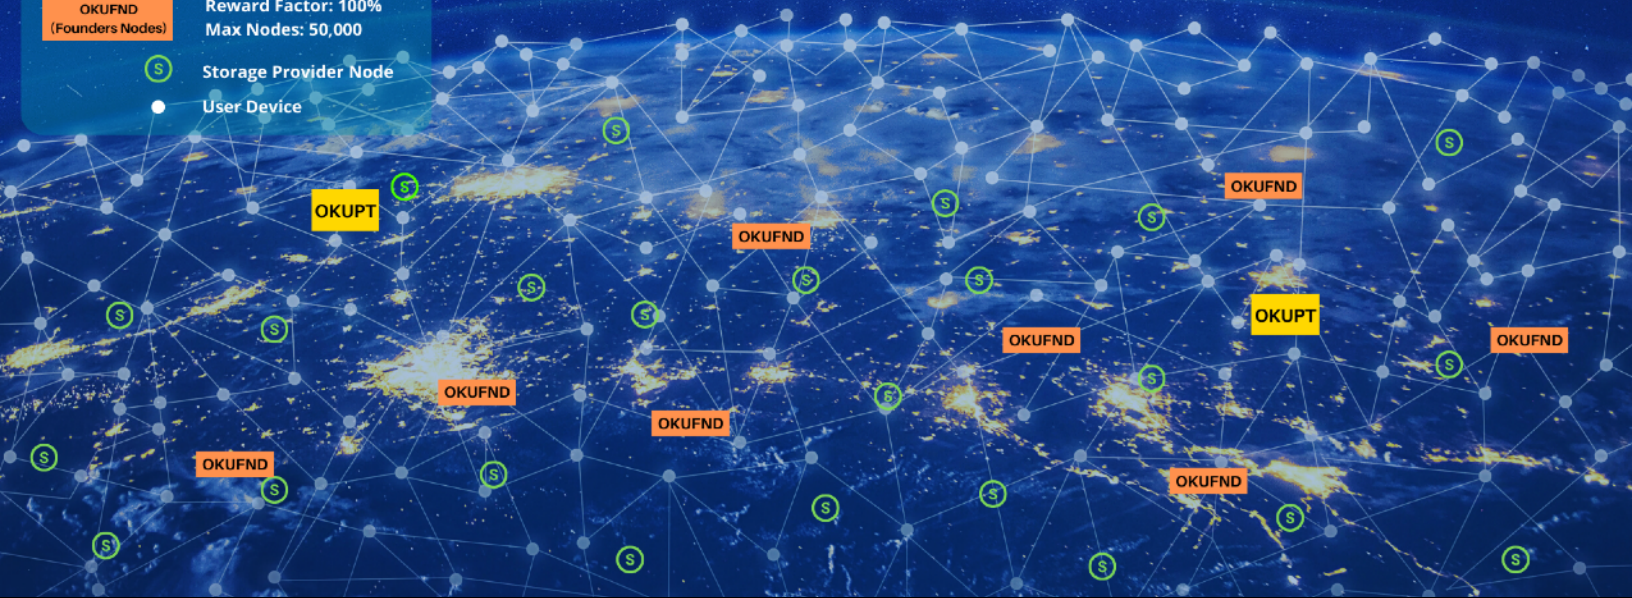 OKUFND
(Founders Nodes)
Reward Factor: 100%
Max Nodes: 50,000
S
Storage Provider Node
User Device
S
S
OKUFND
OKUPT
S
S
S
OKUFND
S
S
S
S
S
OKUPT
S
OKUFND
OKUFND
S
S
OKUFND
S
OKUFND
S
OKUFND
S
S
OKUFND
S
S
S
S
S
S
S
S